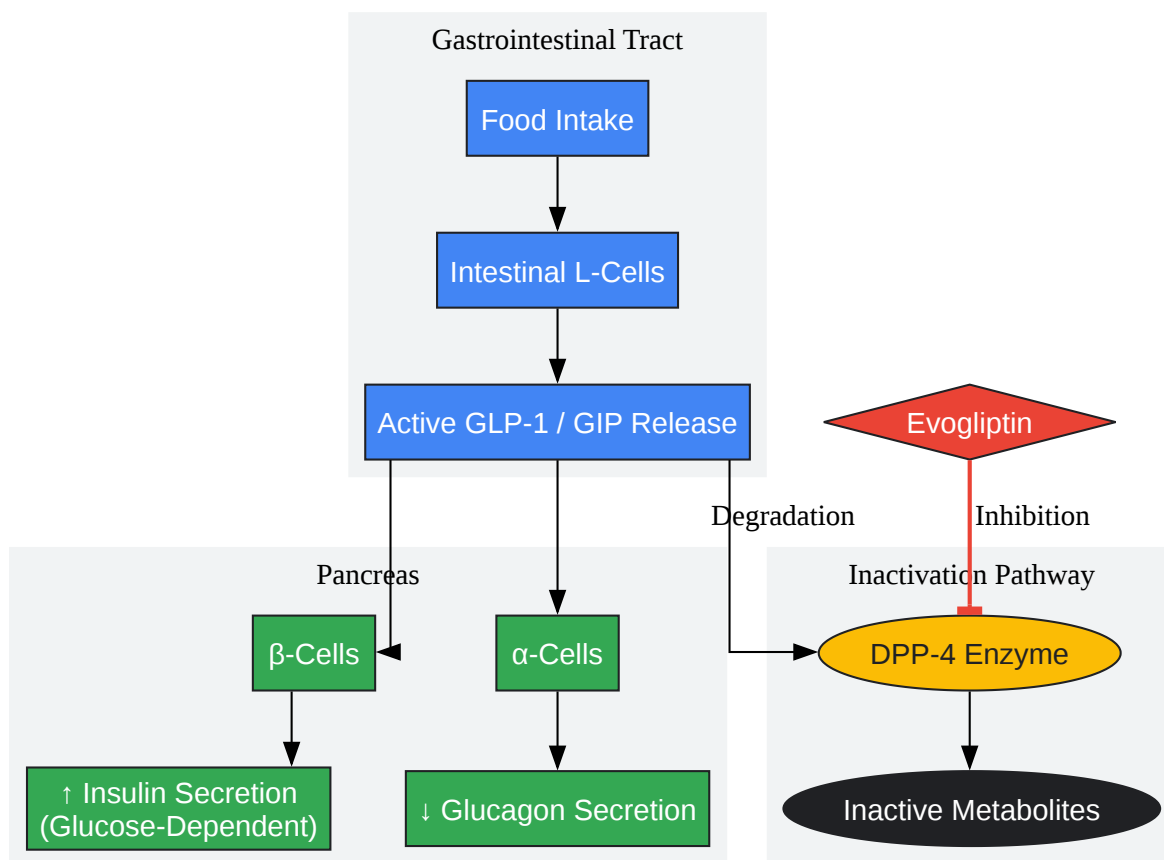 Gastrointestinal Tract
Food Intake
Intestinal L-Cells
Active GLP-1 / GIP Release
Evogliptin
Degradation
Inhibition
Pancreas
Inactivation Pathway
β-Cells
α-Cells
DPP-4 Enzyme
↑ Insulin Secretion
(Glucose-Dependent)
↓ Glucagon Secretion
Inactive Metabolites